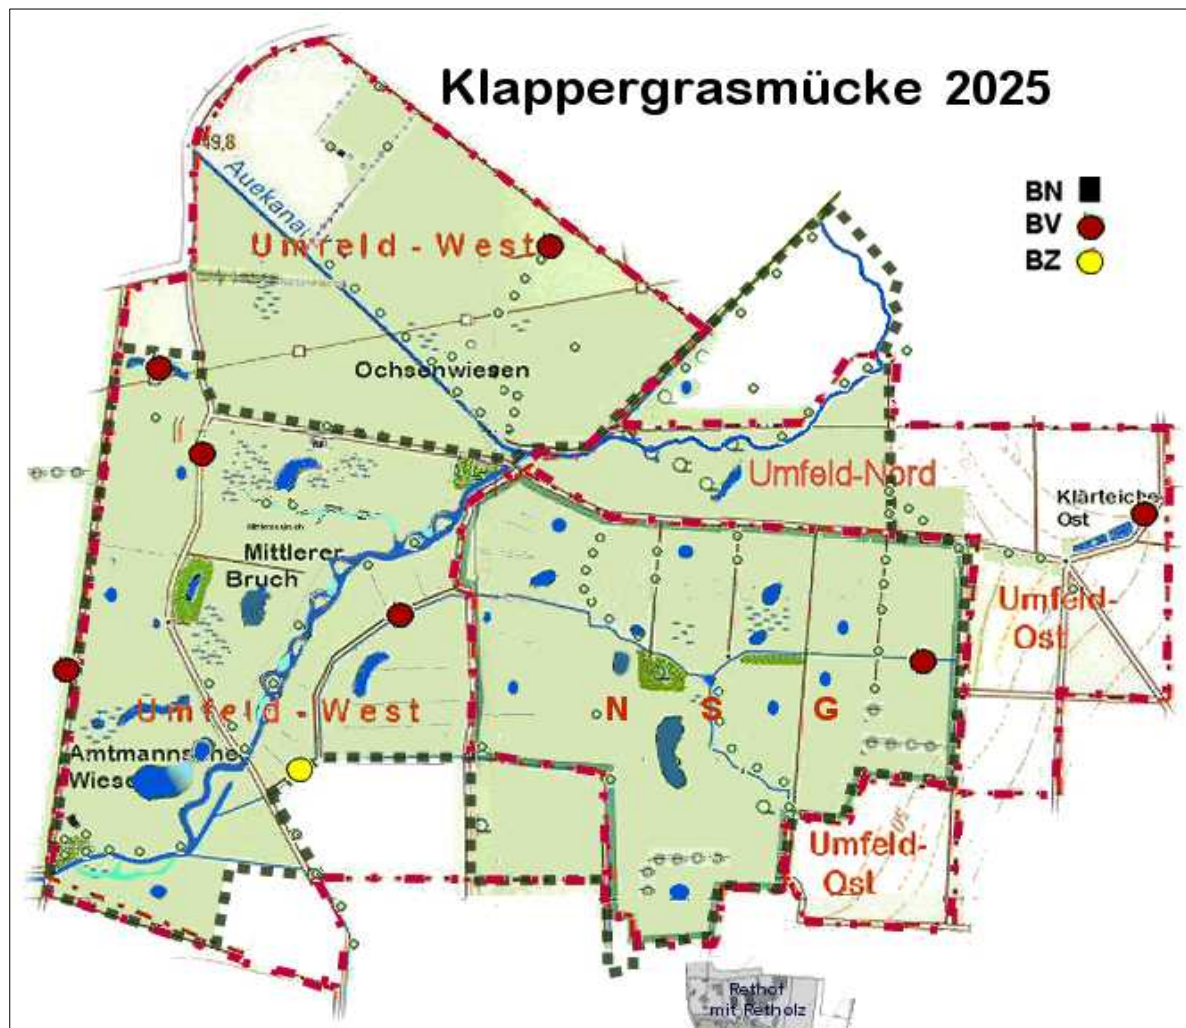 Klappergrasmücke 2025
BN
BV
BZ
49,8
Auekanal
Umfeld-West
Ochsenwiesen
Umfeld-Nord
Klärteiche
Ost
Mittlerer
Bruch
Umfeld-
Ost
Umfeld-West
N S G
Amtmannsche
Wiese
Umfeld-
Ost
50
Rethof
mit Retholz